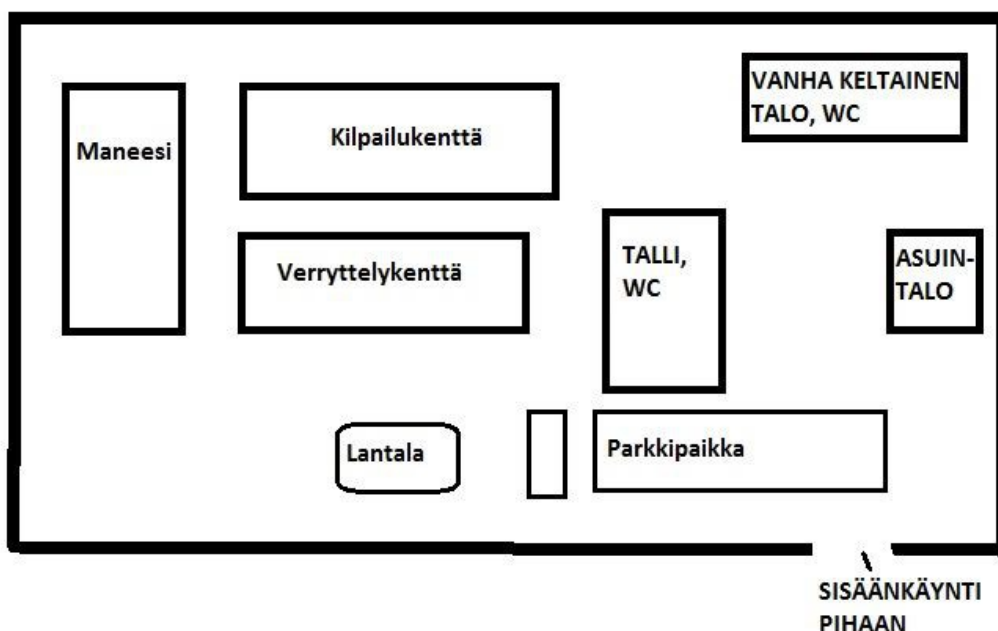 VANHA KELTAINEN
TALO, WC
Kilpailukenttä
Maneesi
Verryttelykenttä
TALLI,
WC
ASUIN-
TALO
Lantala
Parkkipaikka
SISÄÄNKÄYNTI
PIHAAN